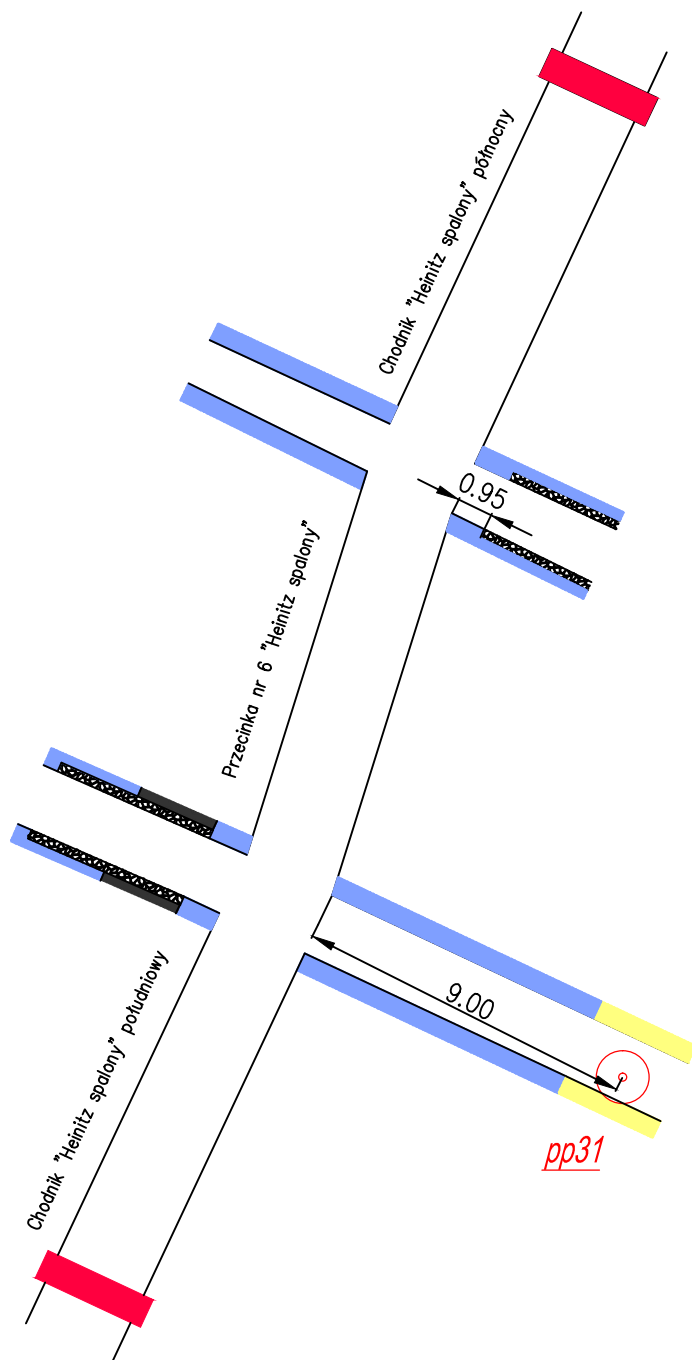 Chodnik "Heinitz spalony" północny
0.95
Przecinka nr 6 "Heinitz spalony"
Chodnik "Heinitz spalony" południowy
9.00
pp31